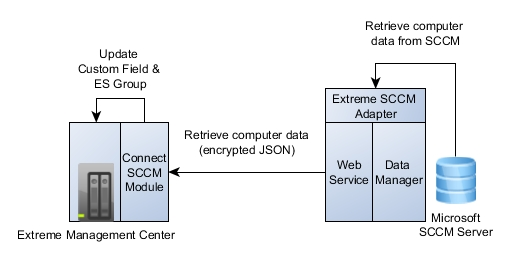 Retrieve computer
data from SCCM
Update
Custom Field &
ES Group
Extreme SCCM
Adapter
Retrieve computer data
(encrypted JSON)
Connect
SCCM
Module
Web
Service
Data
Manager
Microsoft
SCCM Server
Extreme Management Center